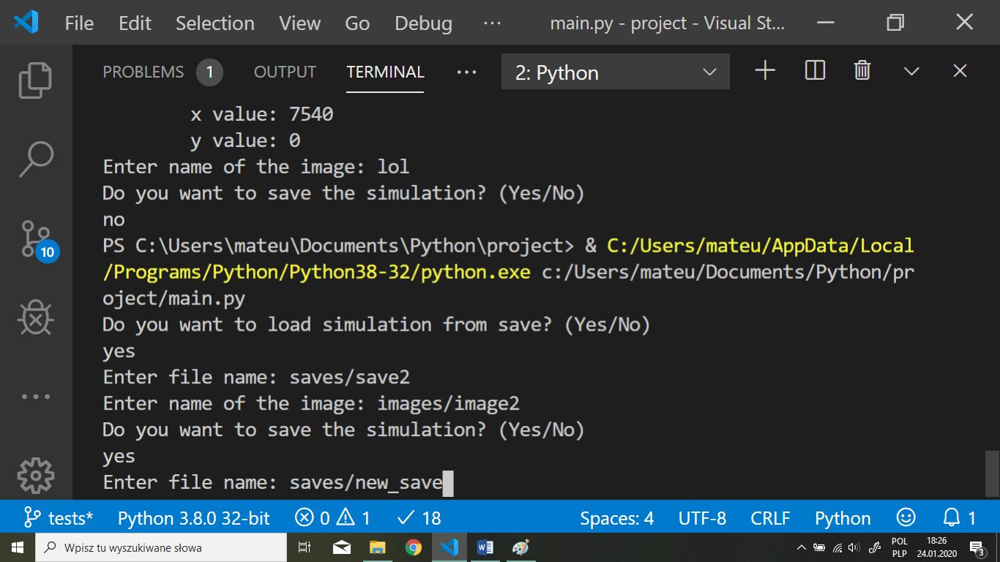 File Edit Selection View Go Debug ··· main.py - project - Visual St...
PROBLEMS 1 OUTPUT TERMINAL ··· 2: Python
x value: 7540
y value: 0
Enter name of the image: lol
Do you want to save the simulation? (Yes/No)
no
PS C:\Users\mateu\Documents\Python\project> & C:/Users/mateu/AppData/Local
/Programs/Python/Python38-32/python.exe c:/Users/mateu/Documents/Python/pr
oject/main.py
Do you want to load simulation from save? (Yes/No)
yes
Enter file name: saves/save2
Enter name of the image: images/image2
Do you want to save the simulation? (Yes/No)
yes
Enter file name: saves/new_save
10
tests* Python 3.8.0 32-bit 0 1 18 Spaces: 4 UTF-8 CRLF Python 1
Wpisz tu wyszukiwane słowa
POL
PLP
18:26
24.01.2020
3